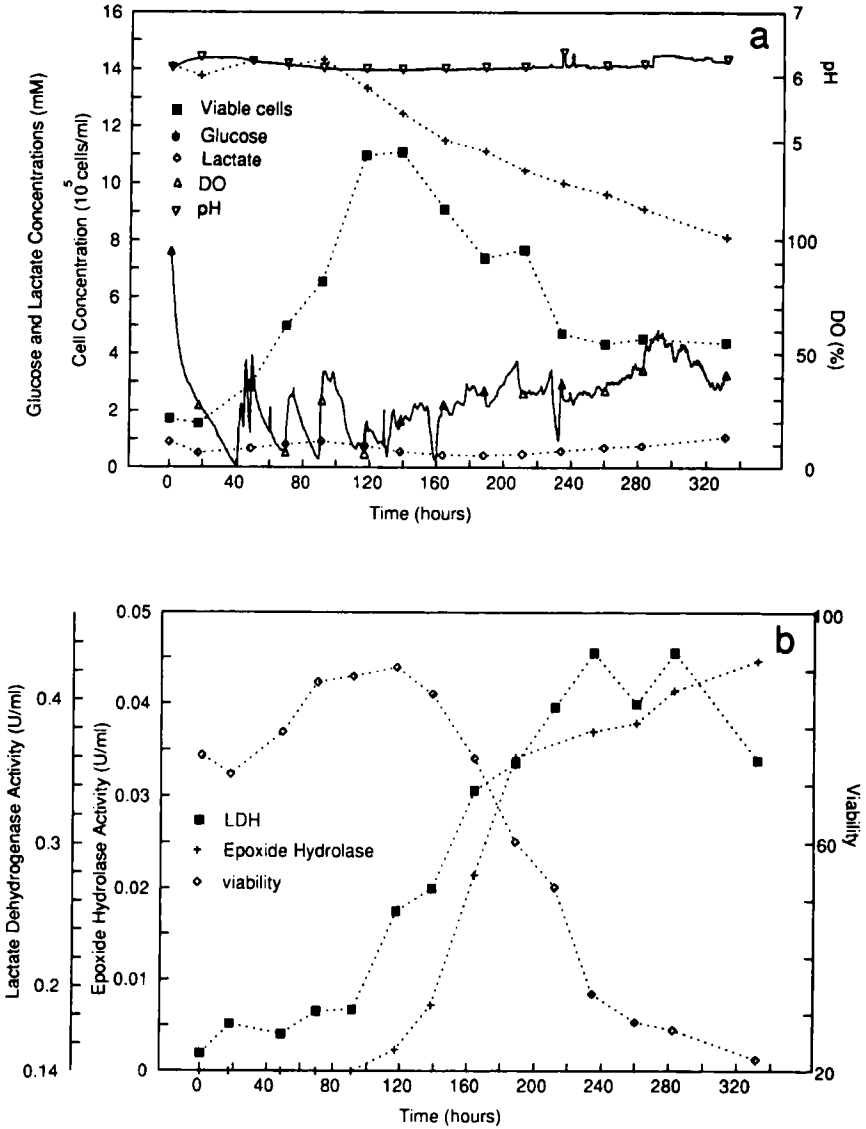 a
Glucose and Lactate Concentrations (mM)
Cell Concentration (10^5 cells/ml)
16
14
12
10
8
6
4
2
0
Viable cells
Glucose
Lactate
DO
pH
7
6
5
pH
100
50
0
DO (%)
0
40
80
120
160
200
240
280
320
Time (hours)
b
Lactate Dehydrogenase Activity (U/ml)
0.4
0.3
0.2
0.14
Epoxide Hydrolase Activity (U/ml)
0.05
0.04
0.03
0.02
0.01
0
LDH
Epoxide Hydrolase
viability
100
60
20
Viability
0
40
80
120
160
200
240
280
320
Time (hours)